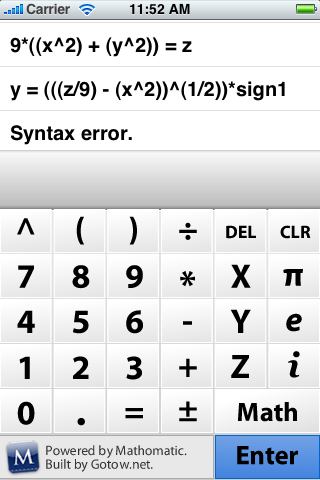 Carrier 11:52 AM
9*((x^2) + (y^2)) = z
y = (((z/9) - (x^2))^(1/2))*sign1
Syntax error.
^ ( ) ÷ DEL CLR
7 8 9 * X π
4 5 6 - Y e
1 2 3 + Z i
0 . = ± Math
M Powered by Mathomatic.
Built by Gotow.net.
Enter